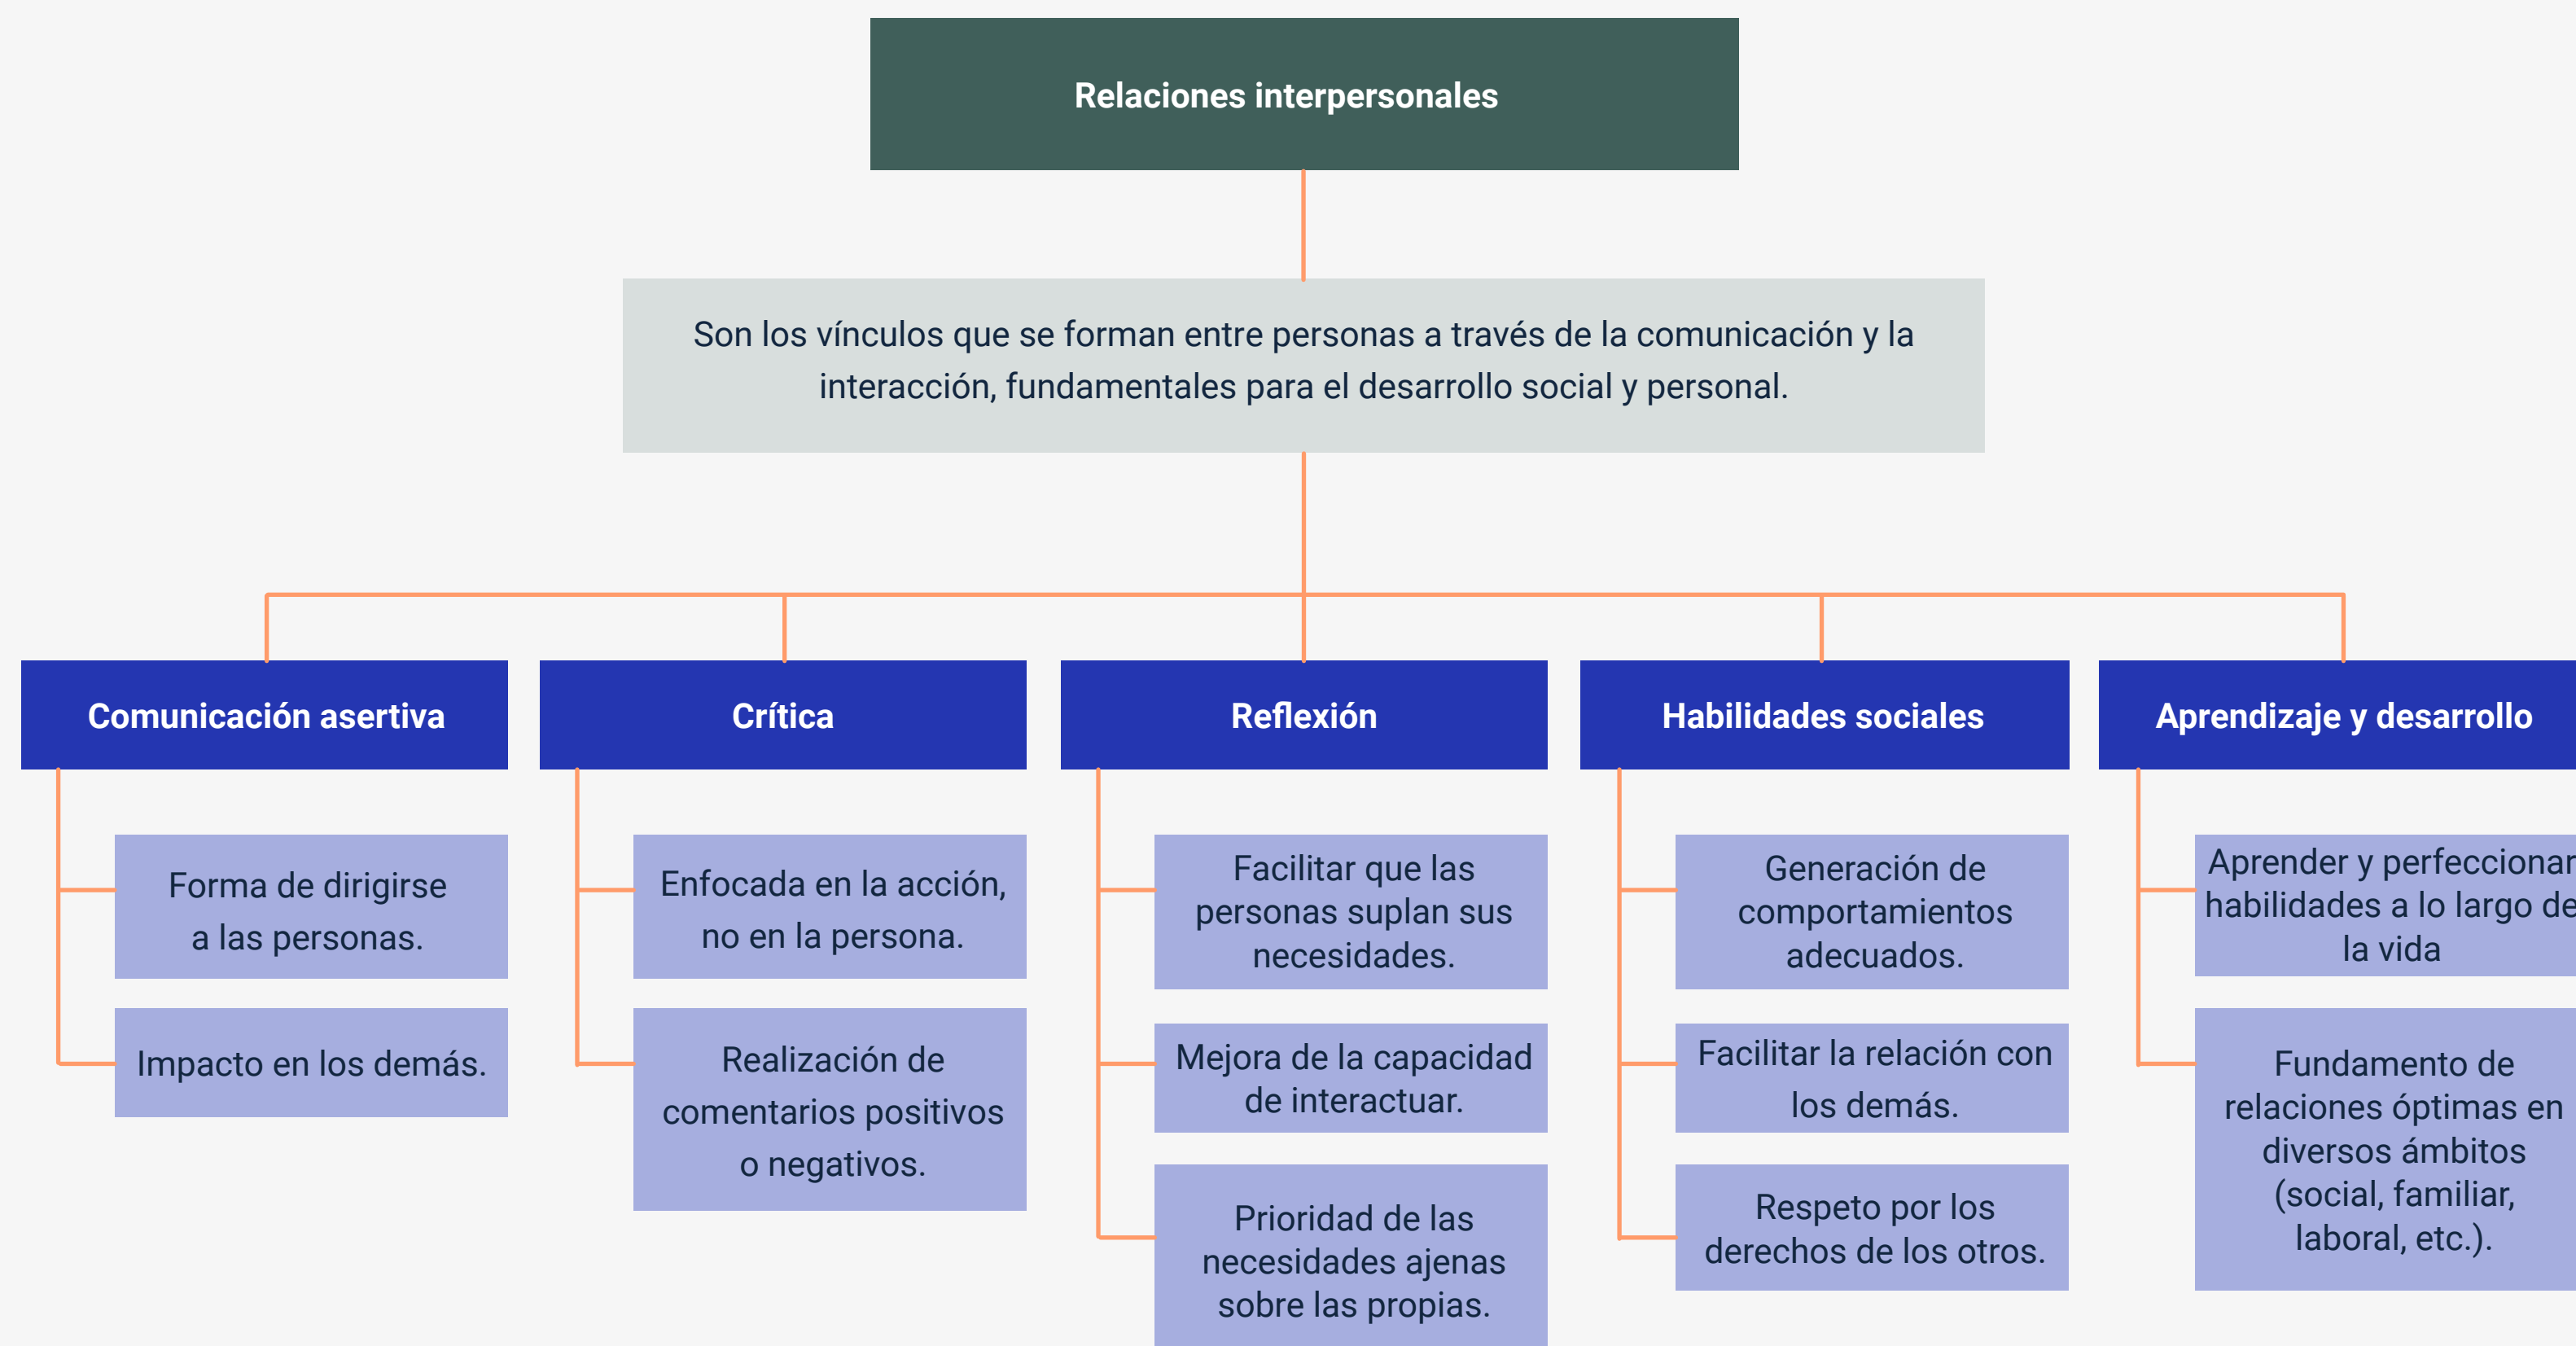 Relaciones interpersonales
Son los vínculos que se forman entre personas a través de la comunicación y la
interacción, fundamentales para el desarrollo social y personal.
Comunicación asertiva
Forma de dirigirse
a las personas.
Impacto en los demás.
Crítica
Enfocada en la acción,
no en la persona.
Realización de
comentarios positivos
o negativos.
Reflexión
Facilitar que las
personas suplan sus
necesidades.
Mejora de la capacidad
de interactuar.
Prioridad de las
necesidades ajenas
sobre las propias.
Habilidades sociales
Generación de
comportamientos
adecuados.
Facilitar la relación con
los demás.
Respeto por los
derechos de los otros.
Aprendizaje y desarrollo
Aprender y perfeccionar
habilidades a lo largo de
la vida
Fundamento de
relaciones óptimas en
diversos ámbitos
(social, familiar,
laboral, etc.).